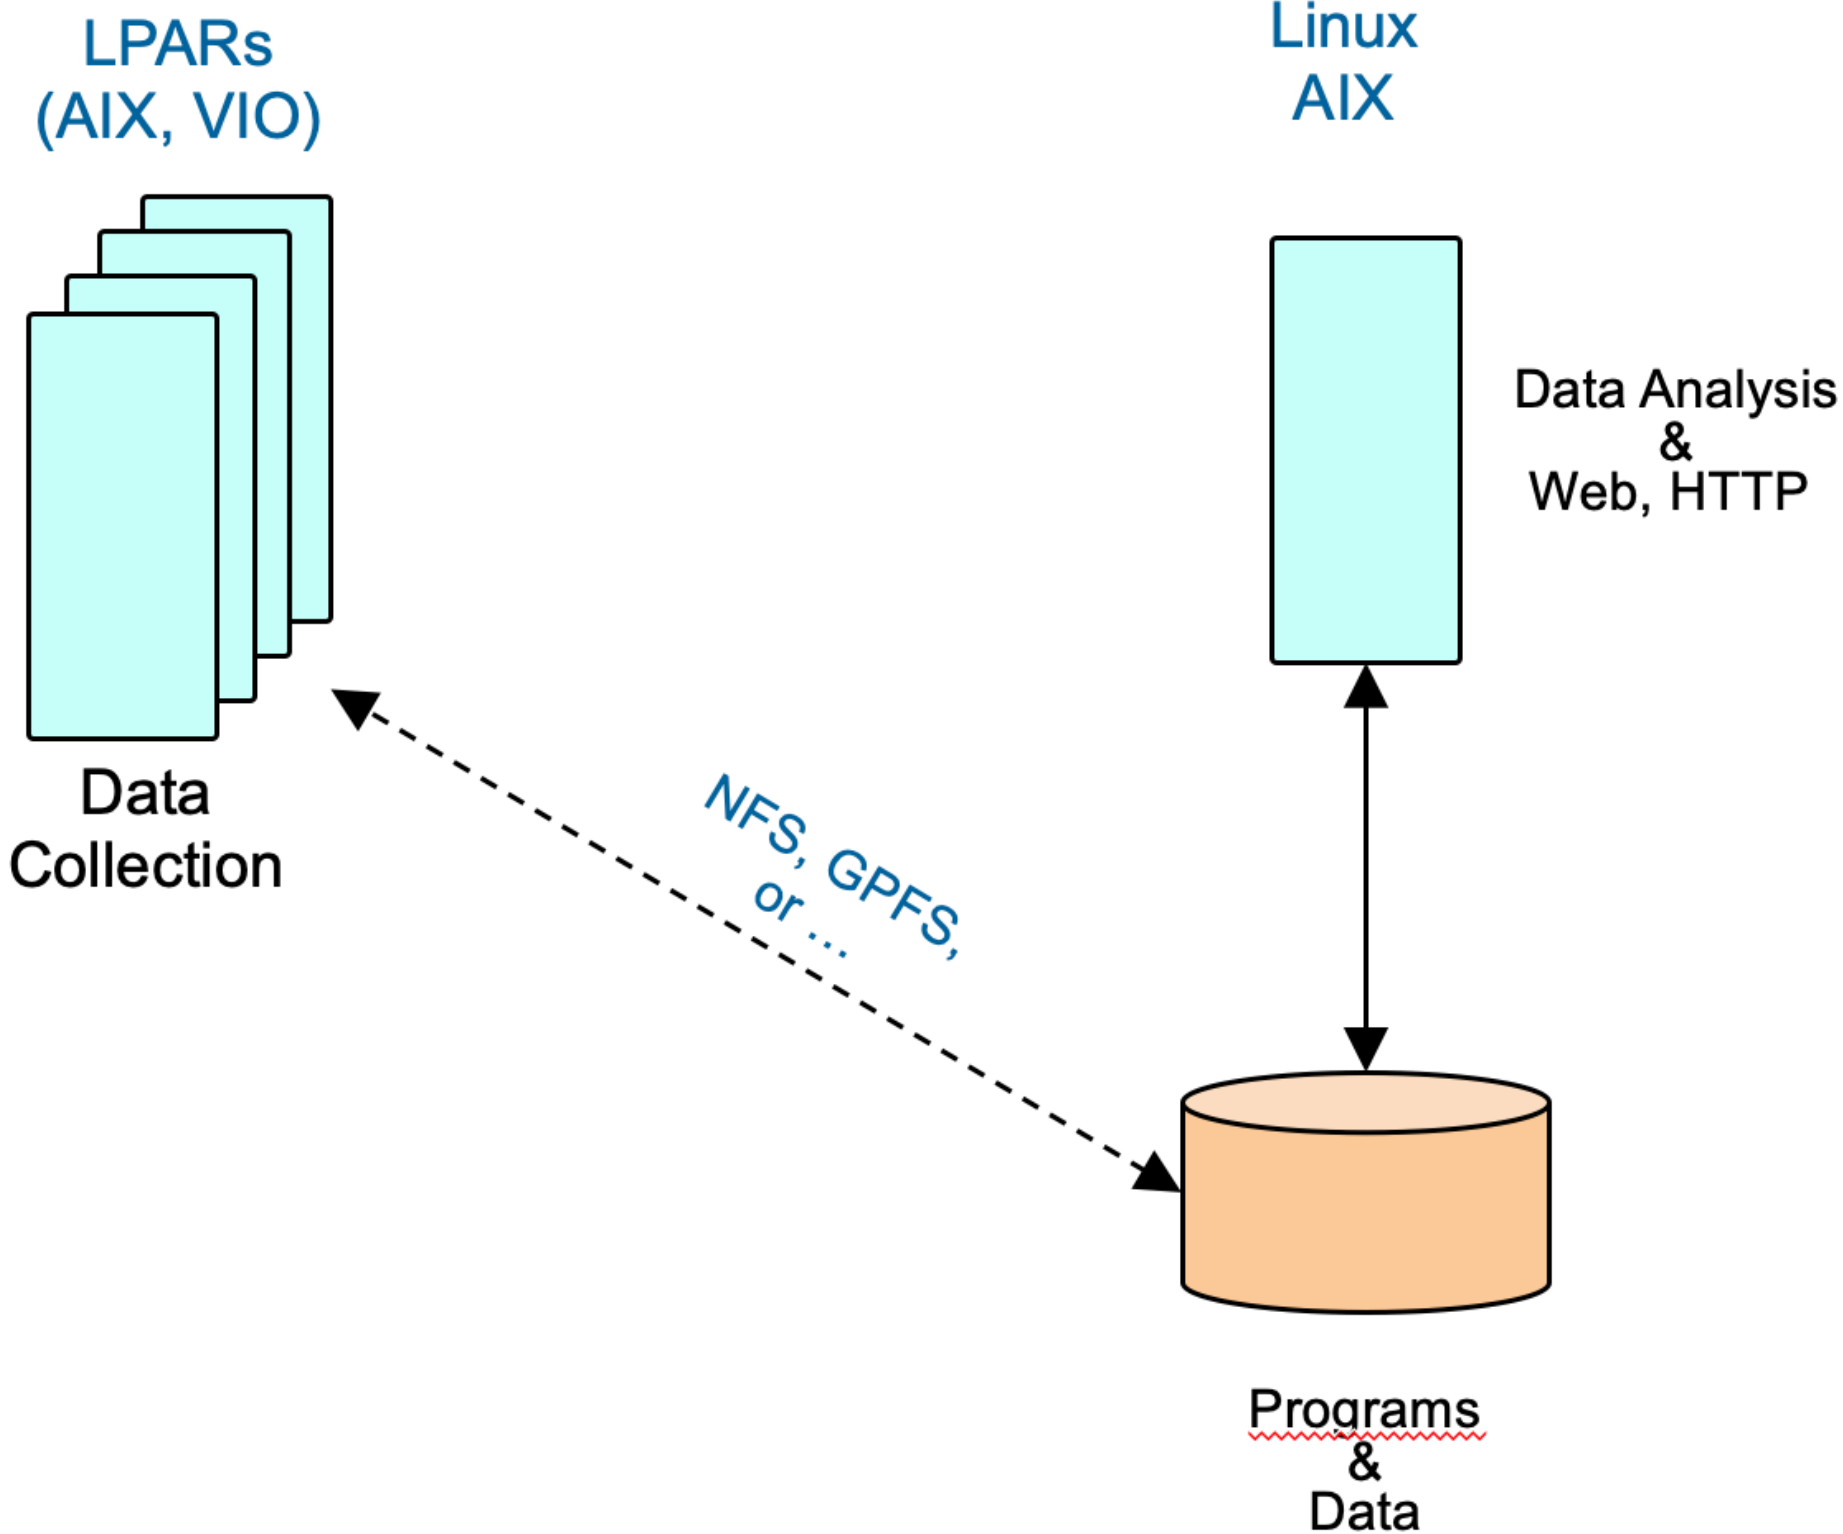 LPARs
(AIX, VIO)
Linux
AIX
Data Analysis
&
Web, HTTP
Data
Collection
NFS, GPFS,
or ...
Programs
&
Data